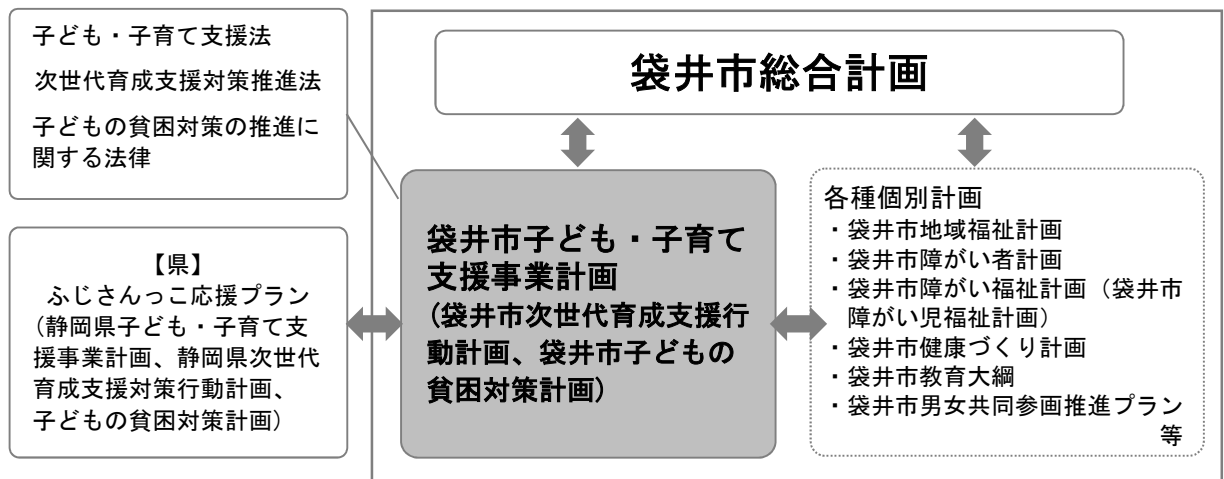 子ども・子育て支援法
次世代育成支援対策推進法
子どもの貧困対策の推進に
関する法律
袋井市総合計画
【県】
ふじさんっこ応援プラン
(静岡県子ども・子育て支
援事業計画、静岡県次世代
育成支援対策行動計画、
子どもの貧困対策計画)
袋井市子ども・子育て
支援事業計画
(袋井市次世代育成支援行
動計画、袋井市子どもの
貧困対策計画)
各種個別計画
・袋井市地域福祉計画
・袋井市障がい者計画
・袋井市障がい福祉計画（袋井市
障がい児福祉計画）
・袋井市健康づくり計画
・袋井市教育大綱
・袋井市男女共同参画推進プラン
等